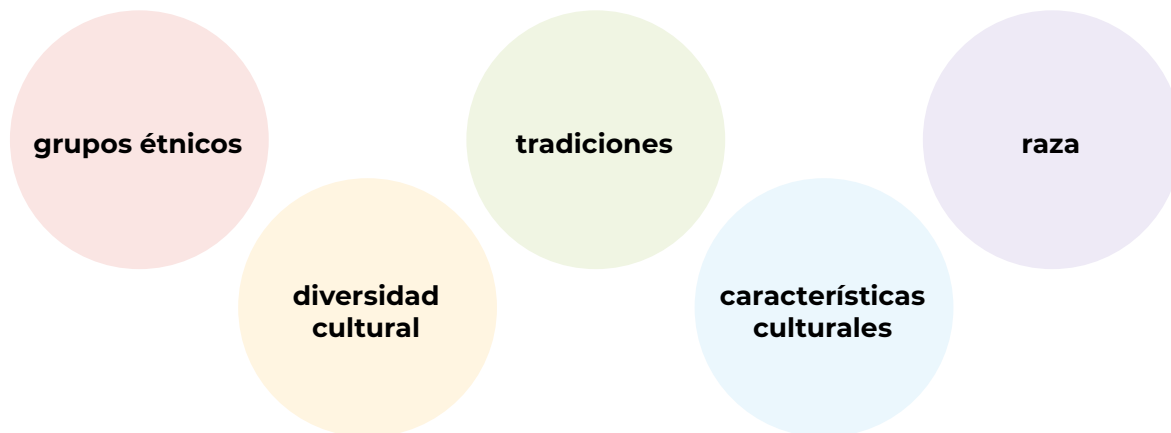 grupos étnicos
tradiciones
raza
diversidad
cultural
características
culturales